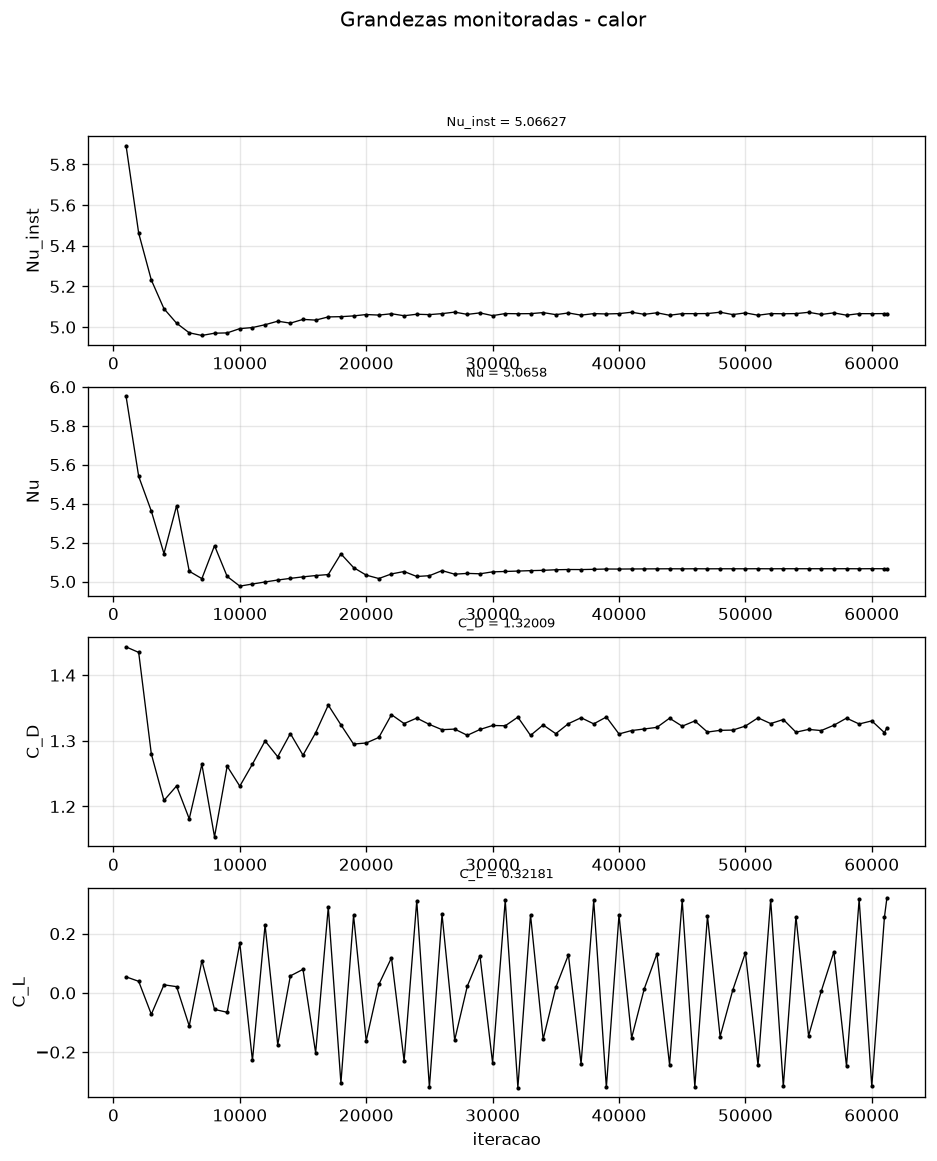 Grandezas monitoradas - calor
Nu_inst = 5.06627
Nu_inst
5.8
5.6
5.4
5.2
5.0
0 10000 20000 30000 40000 50000 60000
Nu = 5.0658
Nu
6.0
5.8
5.6
5.4
5.2
5.0
0 10000 20000 30000 40000 50000 60000
C_D = 1.32009
C_D
1.4
1.3
1.2
0 10000 20000 30000 40000 50000 60000
C_L = 0.32181
C_L
0.2
0.0
−0.2
0 10000 20000 30000 40000 50000 60000
iteracao